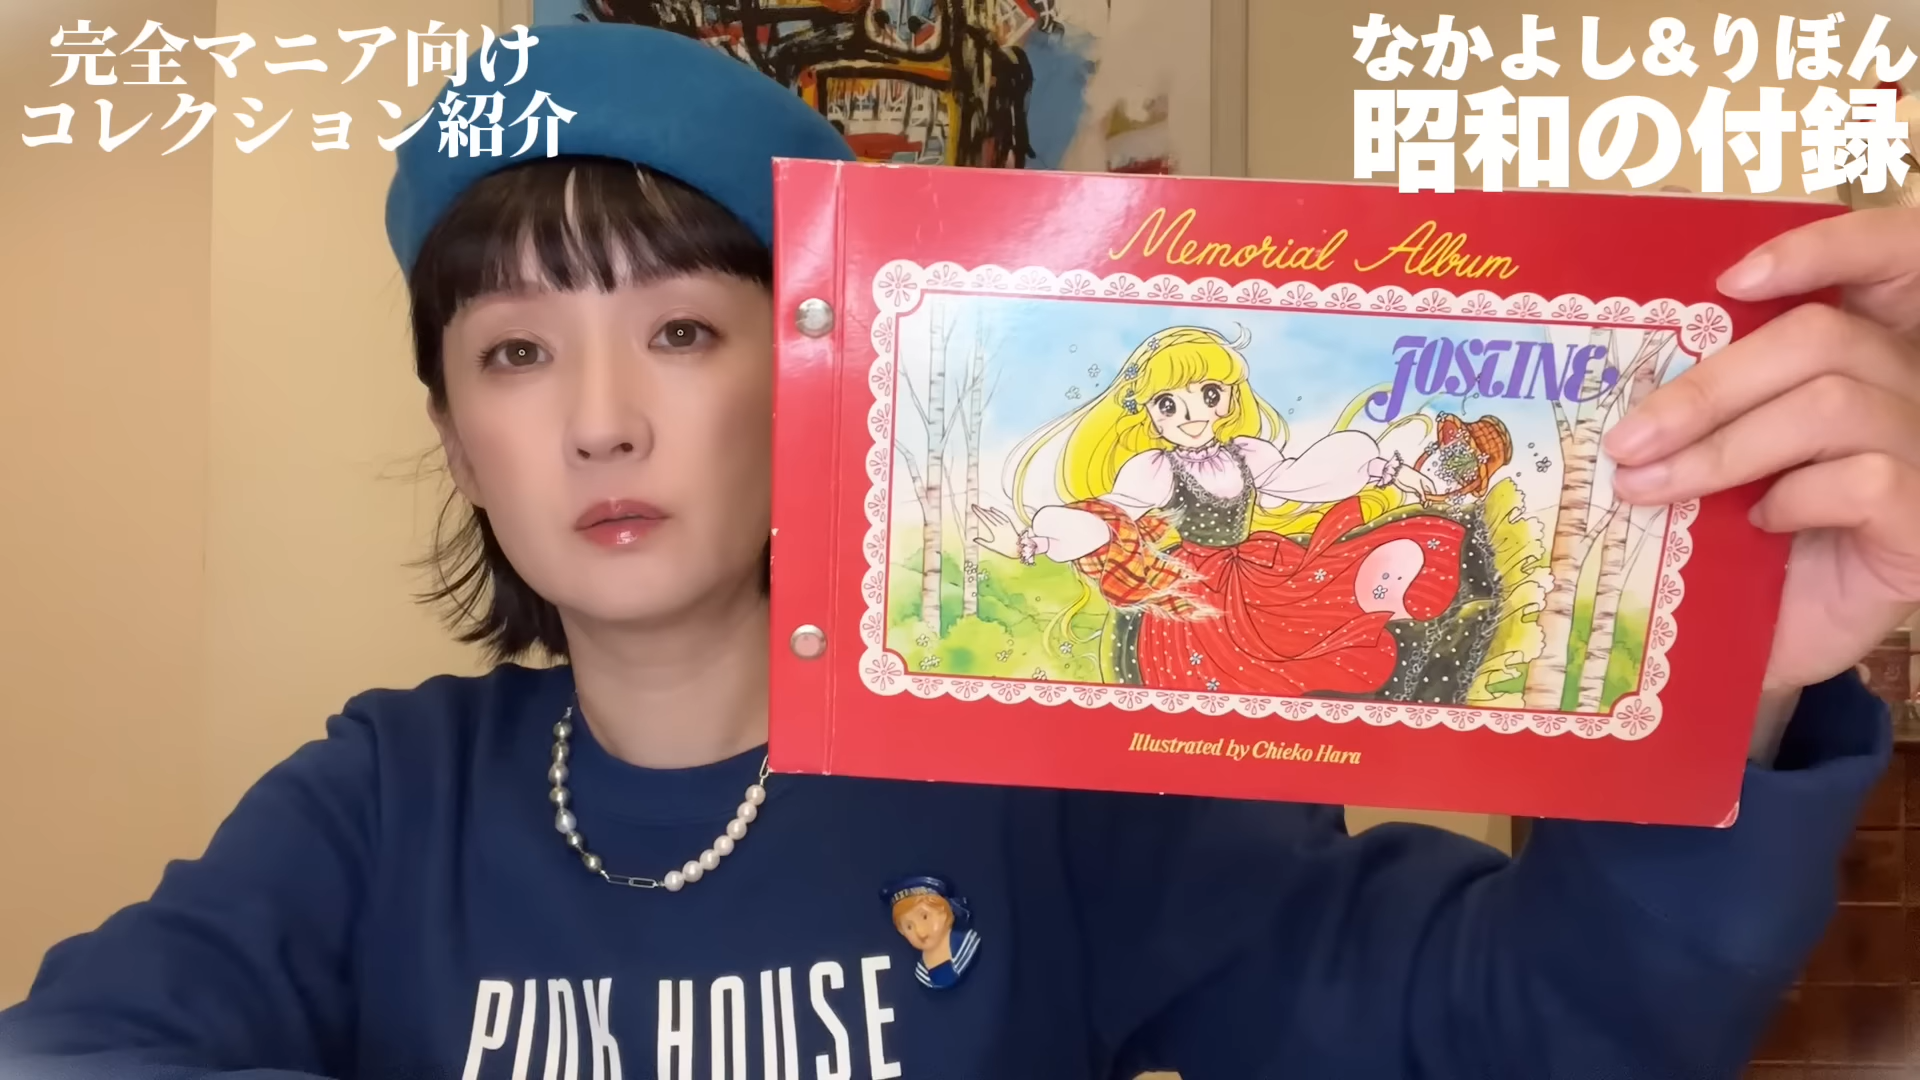 完全マニア向け
コレクション紹介
なかよし&りぼん
昭和の付録
Memorial Album
JOSTINE
Illustrated by Chieko Hara
PINK HOUSE